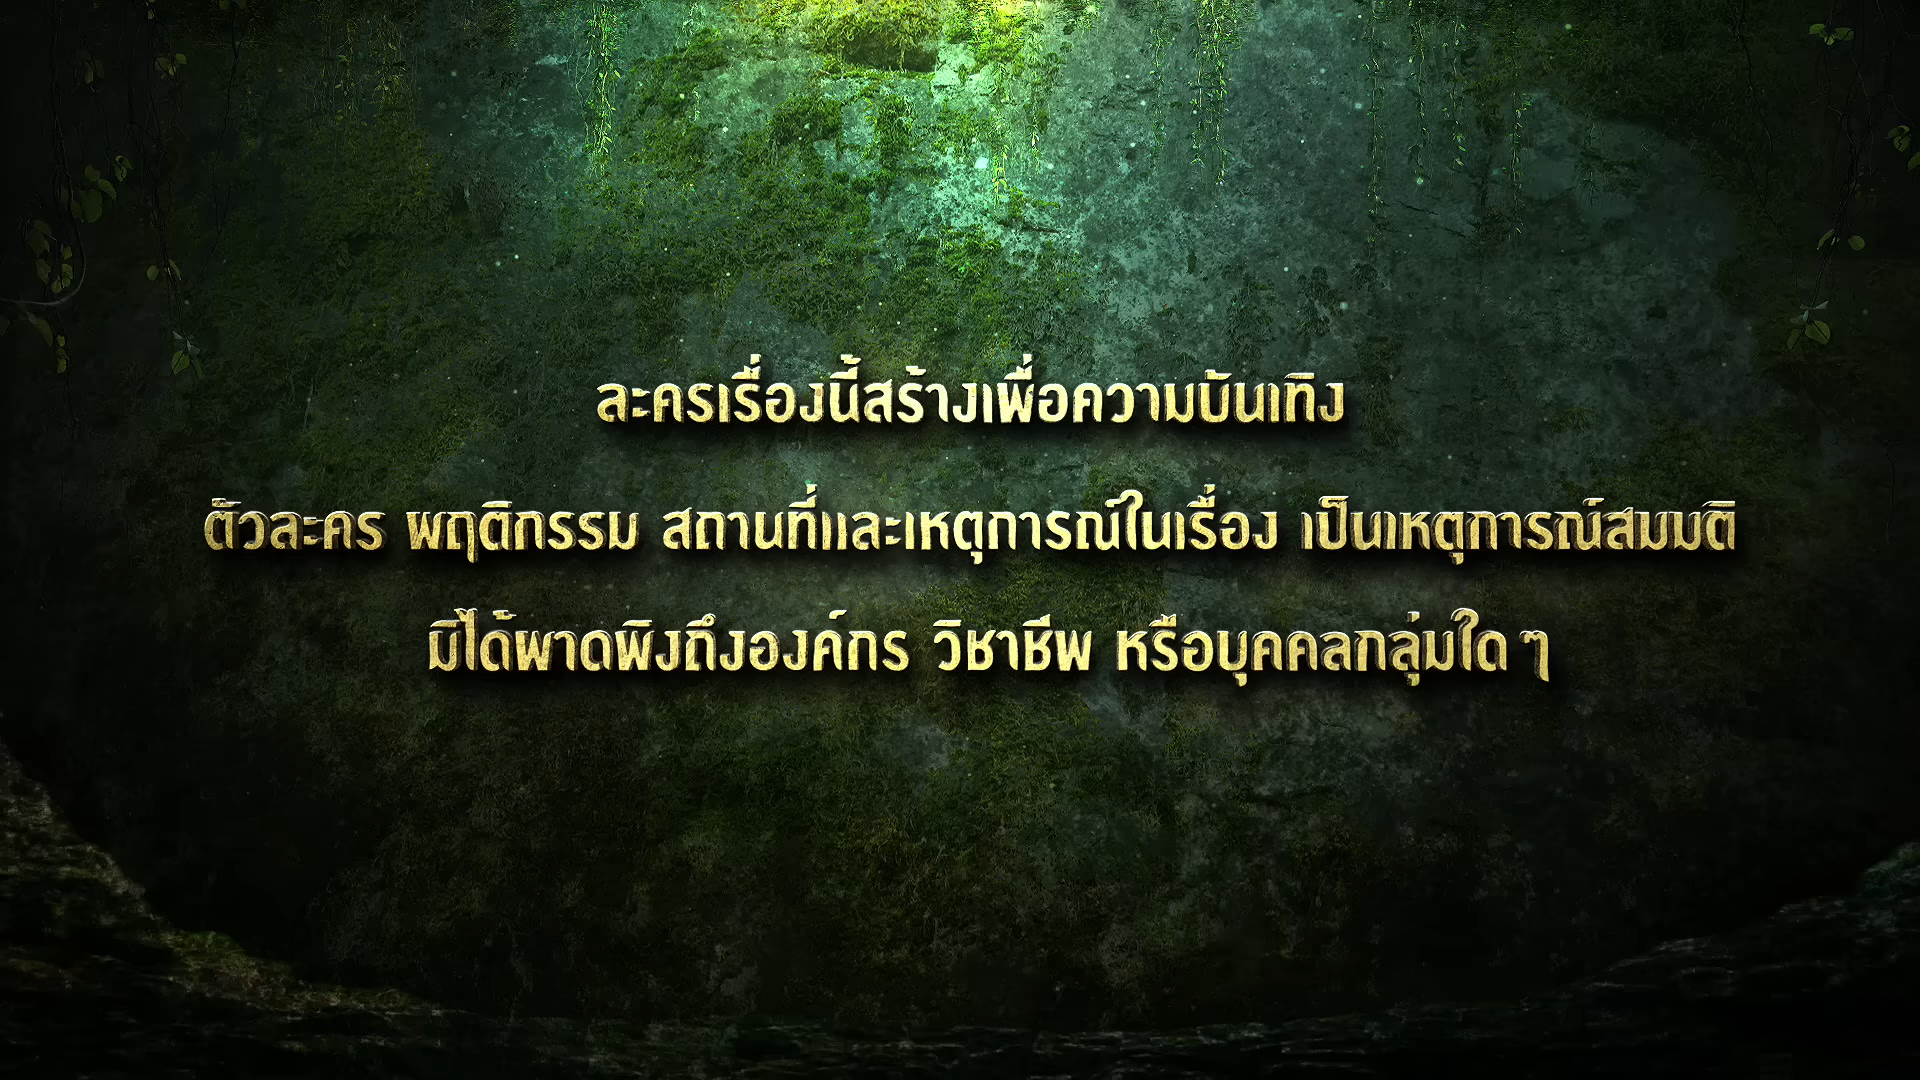 ละครเรื่องนี้สร้างเพื่อความบันเทิง
ตัวละคร พฤติกรรม สถานที่และเหตุการณ์ในเรื่อง เป็นเหตุการณ์สมมติ
มิได้พาดพิงถึงองค์กร วิชาชีพ หรือบุคคลกลุ่มใด ๆ